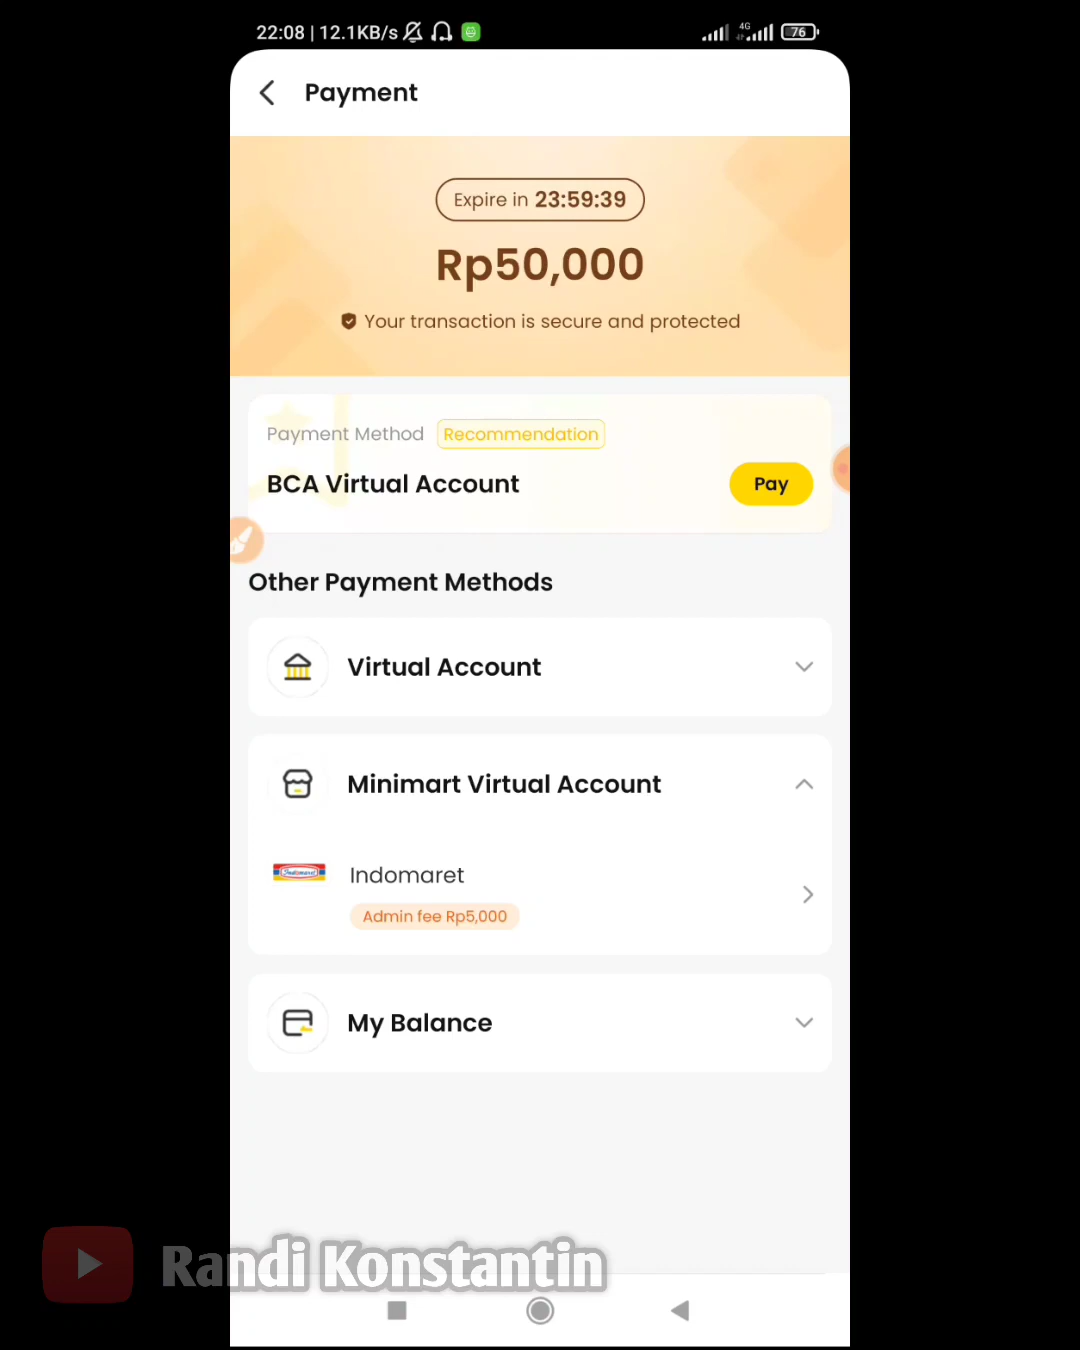 22:08 | 12.1KB/s
4G
76
Payment
Expire in 23:59:39
Rp50,000
Your transaction is secure and protected
Payment Method Recommendation
BCA Virtual Account
Pay
Other Payment Methods
Virtual Account
Minimart Virtual Account
Indomaret
Indomaret
Admin fee Rp5,000
My Balance
Randi Konstantin